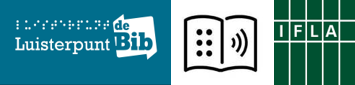 ⠇⠥⠊⠎⠞⠑⠗⠏⠥⠝⠞ de
Luisterpunt Bib
IFLA